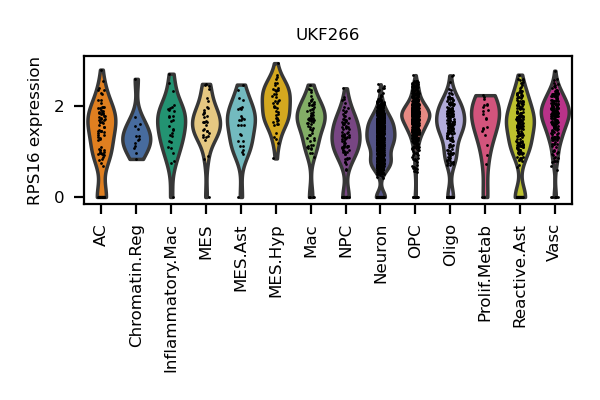 UKF266
RPS16 expression
2
0
AC
Chromatin.Reg
Inflammatory.Mac
MES
MES.Ast
MES.Hyp
Mac
NPC
Neuron
OPC
Oligo
Prolif.Metab
Reactive.Ast
Vasc